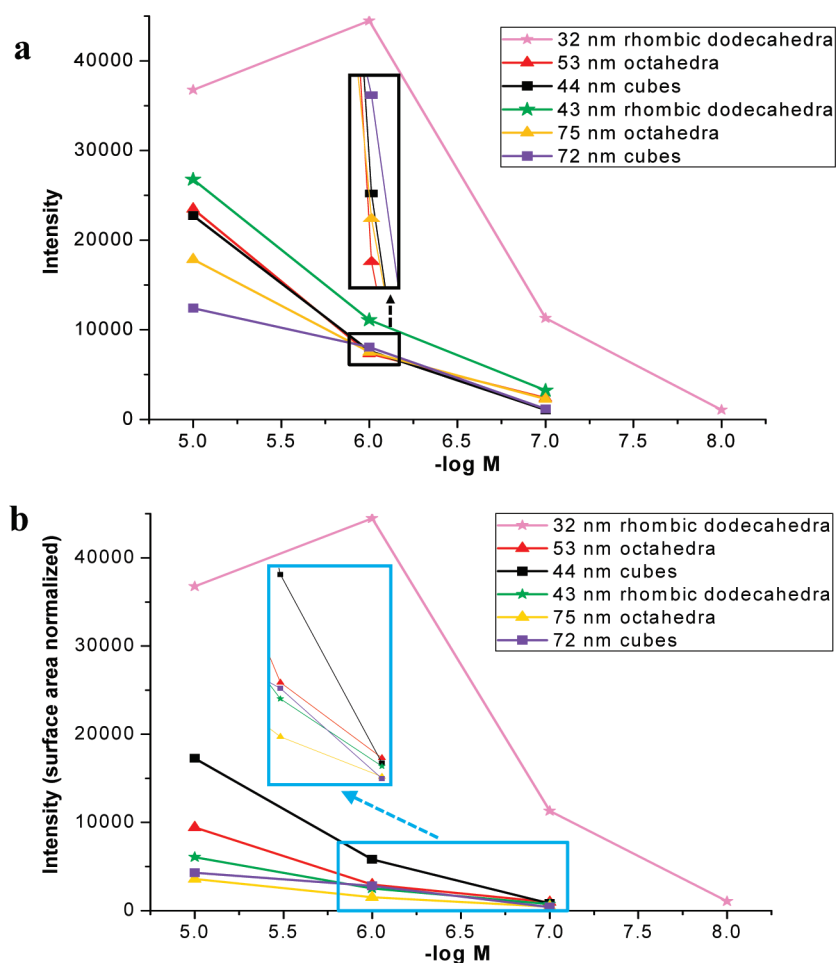 a
40000
30000
20000
10000
0
Intensity
32 nm rhombic dodecahedra
53 nm octahedra
44 nm cubes
43 nm rhombic dodecahedra
75 nm octahedra
72 nm cubes
5.0 5.5 6.0 6.5 7.0 7.5 8.0
-log M
b
40000
30000
20000
10000
0
Intensity (surface area normalized)
32 nm rhombic dodecahedra
53 nm octahedra
44 nm cubes
43 nm rhombic dodecahedra
75 nm octahedra
72 nm cubes
5.0 5.5 6.0 6.5 7.0 7.5 8.0
-log M